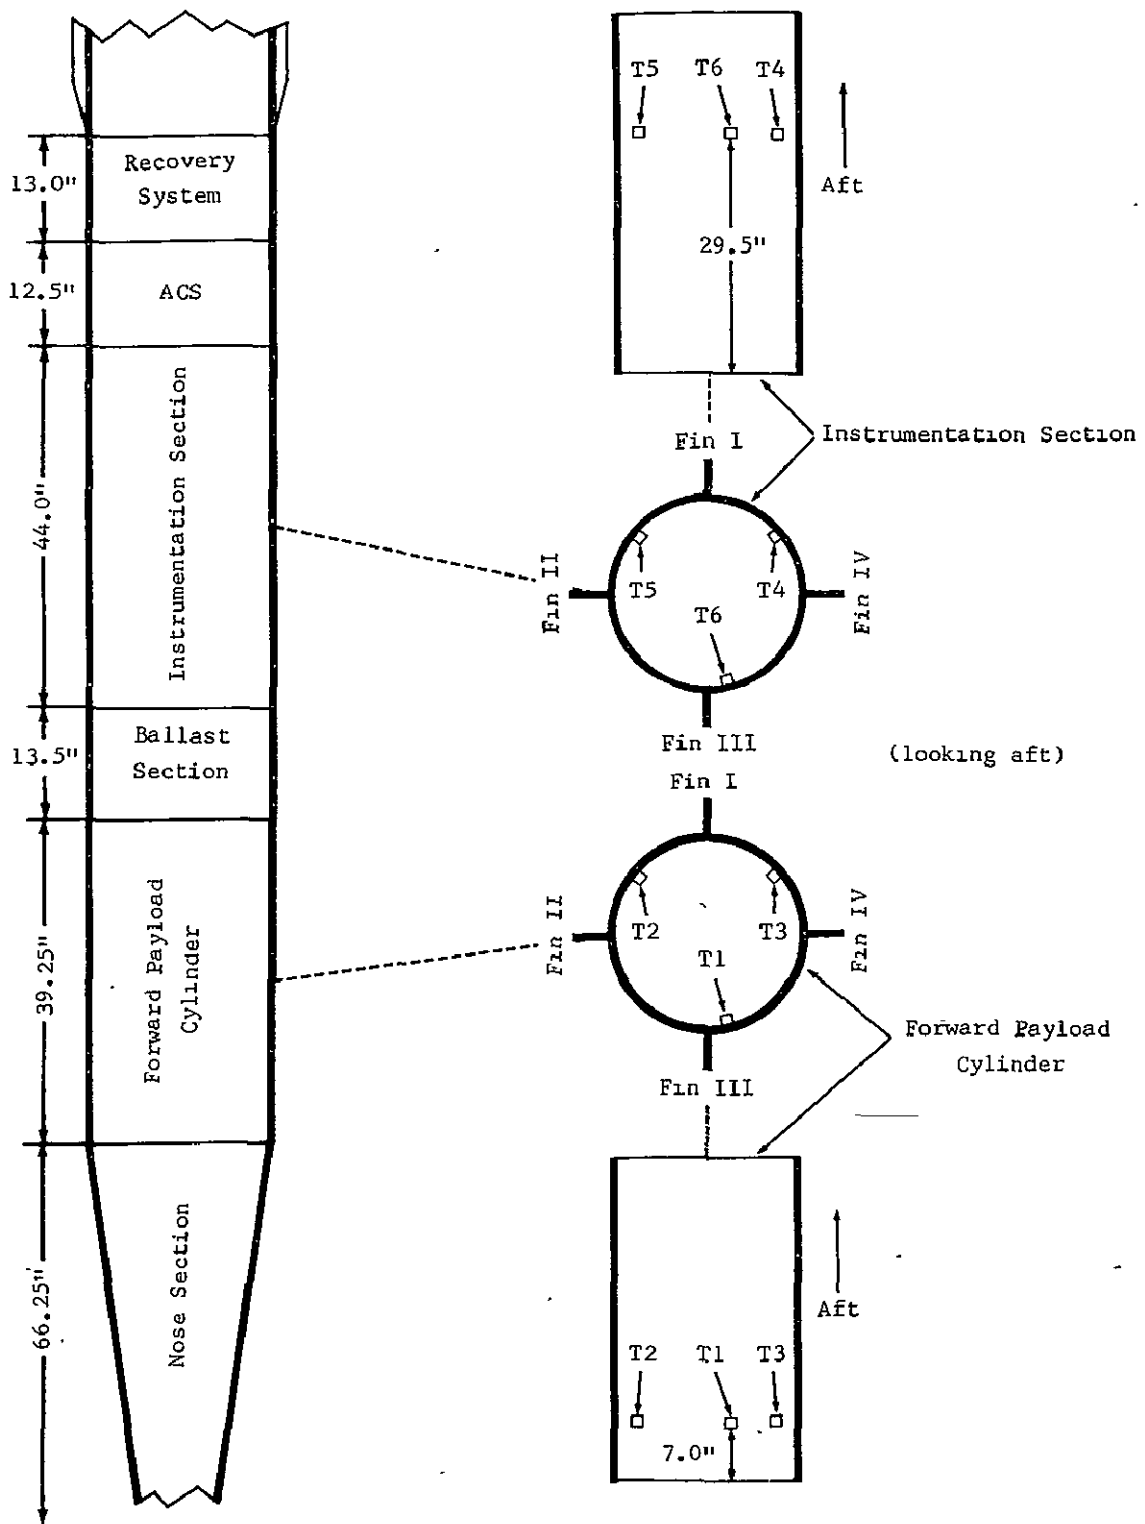 Recovery
System
13.0"
12.5"
ACS
44.0"
Instrumentation Section
Ballast
Section
13.5"
39.25"
Forward Payload
Cylinder
66.25"
Nose Section
T5 T6 T4
Aft
29.5"
Instrumentation Section
Fin I
Fin II
Fin IV
T5 T4
T6
Fin III
(looking aft)
Fin I
Fin II
Fin IV
T2 T3
T1
Fin III
Forward Payload
Cylinder
Aft
T2 T1 T3
7.0"